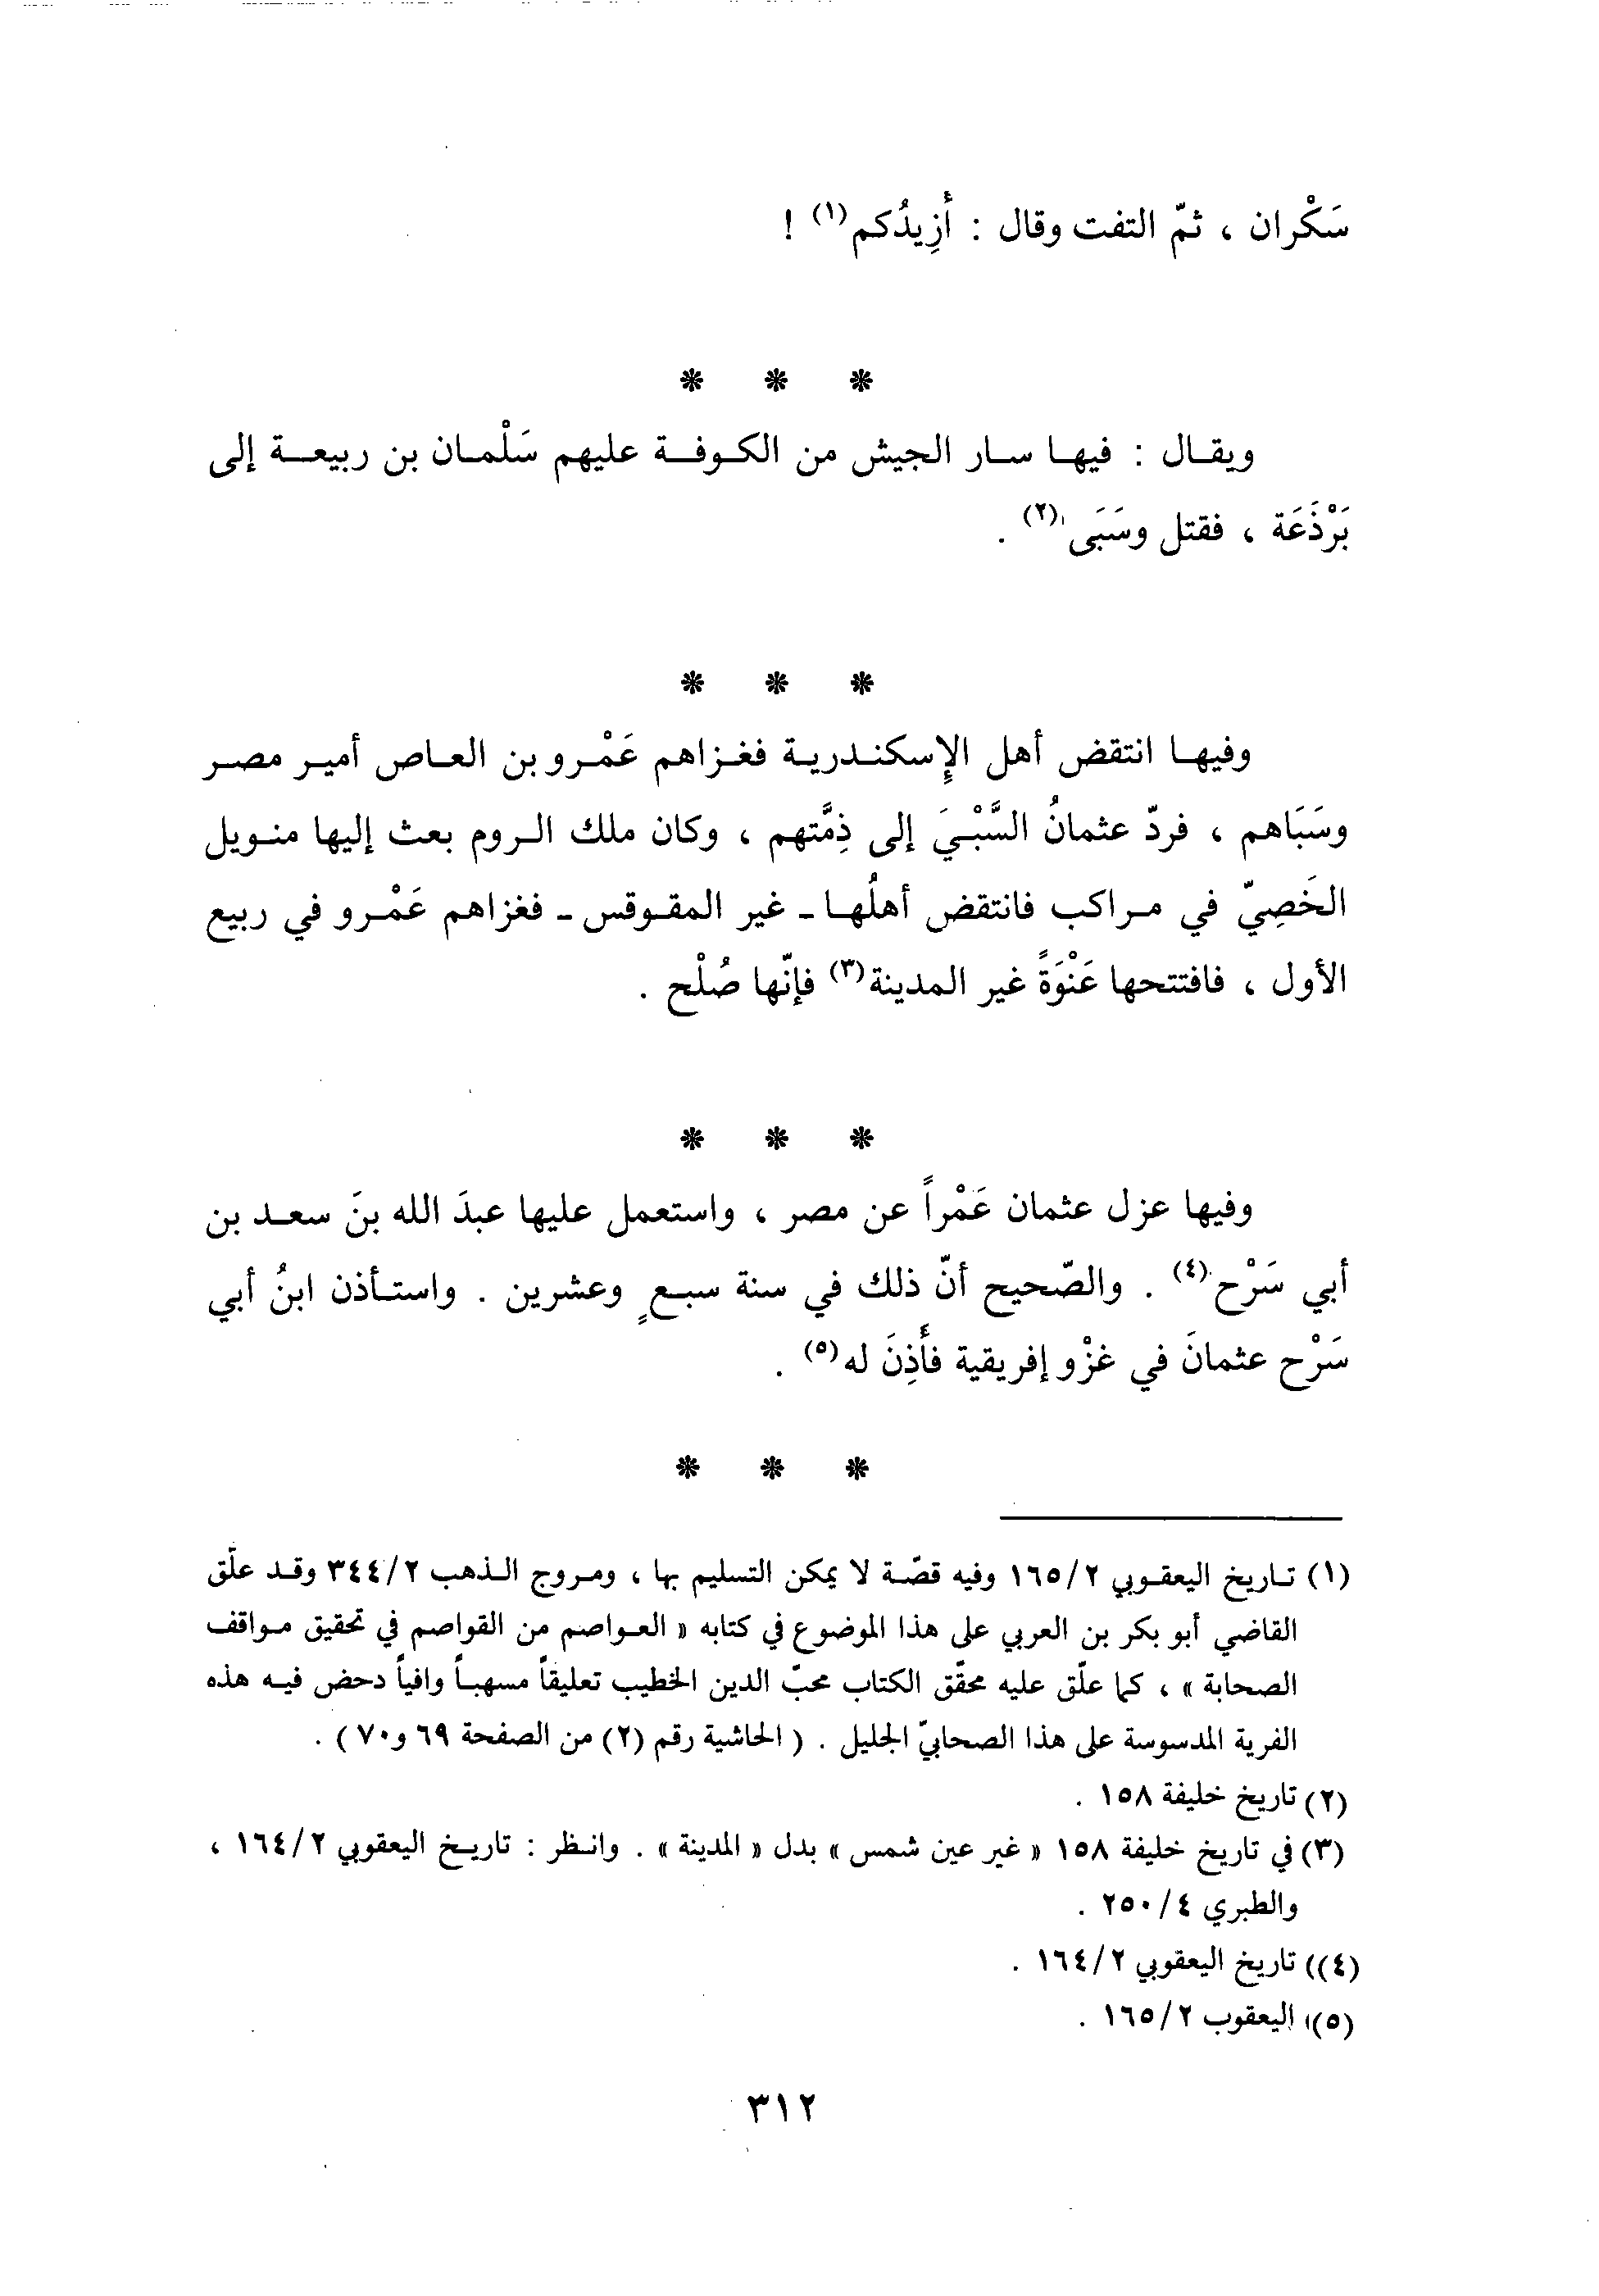 سَكْران ، ثمّ التفت وقال : أَزِيدُكم(١) !
* * *
ويقال : فيها سار الجيش من الكوفة عليهم سَلْمان بن ربيعة إلى
بَرْذَعَة ، فقتل وسَبَى(٢) .
* * *
وفيها انتقض أهل الإسكندرية فغزاهم عَمْرو بن العاص أمير مصر
وسَبَاهم ، فردّ عثمانُ السَّبْيَ إلى ذِمَّتهم ، وكان ملك الروم بعث إليها منويل
الخَصِيّ في مراكب فانتقض أهلُها - غير المقوقس - فغزاهم عَمْرو في ربيع
الأول ، فافتتحها عَنْوَةً غير المدينة(٣) فإنّها صُلْح .
* * *
وفيها عزل عثمان عَمْراً عن مصر ، واستعمل عليها عبدَ الله بنَ سعد بن
أبي سَرْح(٤) . والصّحيح أنّ ذلك في سنة سبعٍ وعشرين . واستأذن ابنُ أبي
سَرْح عثمانَ في غزْو إفريقية فأَذِنَ له(٥) .
* * *
(١) تاريخ اليعقوبي ١٦٥/٢ وفيه قصّة لا يمكن التسليم بها ، ومروج الذهب ٣٤٤/٢ وقد علّق
القاضي أبو بكر بن العربي على هذا الموضوع في كتابه « العواصم من القواصم في تحقيق مواقف
الصحابة » ، كما علّق عليه محقّق الكتاب محبّ الدين الخطيب تعليقاً مسهباً وافياً دحض فيه هذه
الفرية المدسوسة على هذا الصحابيّ الجليل . ( الحاشية رقم (٢) من الصفحة ٦٩ و٧٠ ) .
(٢) تاريخ خليفة ١٥٨ .
(٣) في تاريخ خليفة ١٥٨ « غير عين شمس » بدل « المدينة » . وانظر : تاريخ اليعقوبي ١٦٤/٢ ،
والطبري ٢٥٠/٤ .
(٤)) تاريخ اليعقوبي ١٦٤/٢ .
(٥)) اليعقوب ١٦٥/٢ .
٣١٢